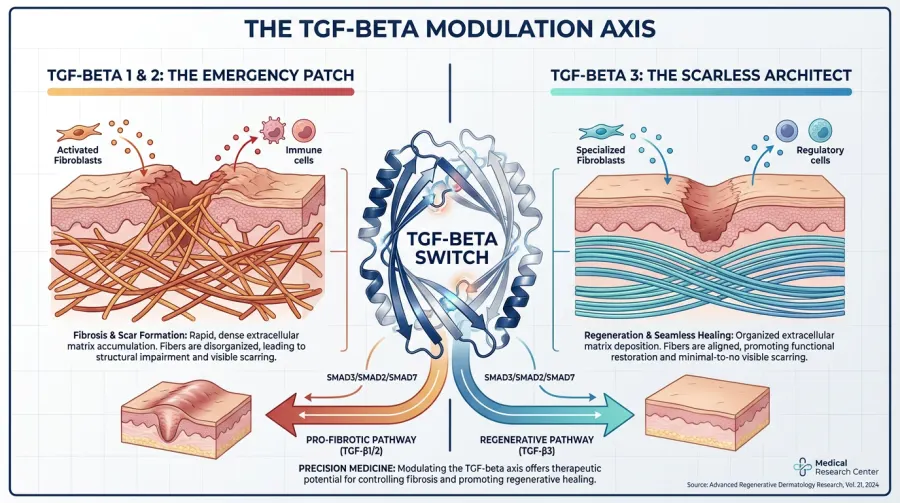 THE TGF-BETA MODULATION AXIS
TGF-BETA 1 & 2: THE EMERGENCY PATCH
Activated
Fibroblasts
Immune
cells
Fibrosis & Scar Formation: Rapid, dense extracellular
matrix accumulation. Fibers are disorganized, leading to
structural impairment and visible scarring.
TGF-BETA
SWITCH
TGF-BETA 3: THE SCARLESS ARCHITECT
Specialized
Fibroblasts
Regulatory
cells
Regeneration & Seamless Healing: Organized extracellular
matrix deposition. Fibers are aligned, promoting functional
restoration and minimal-to-no visible scarring.
SMAD3/SMAD2/SMAD7
SMAD3/SMAD2/SMAD7
PRO-FIBROTIC PATHWAY
(TGF-β1/2)
REGENERATIVE PATHWAY
(TGF-β3)
PRECISION MEDICINE: Modulating the TGF-beta axis offers therapeutic
potential for controlling fibrosis and promoting regenerative healing.
Medical
Research Center
Source: Advanced Regenerative Dermatology Research, Vol. 21, 2024